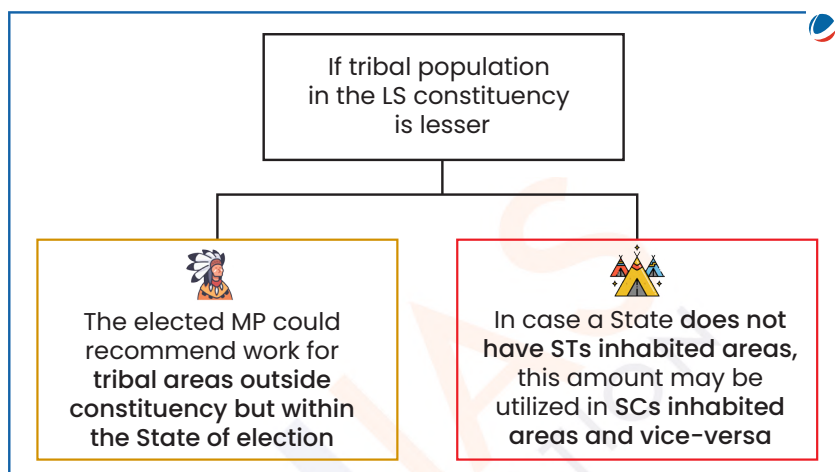 If tribal population
in the LS constituency
is lesser
The elected MP could
recommend work for
tribal areas outside
constituency but within
the State of election
In case a State does not
have STs inhabited areas,
this amount may be
utilized in SCs inhabited
areas and vice-versa